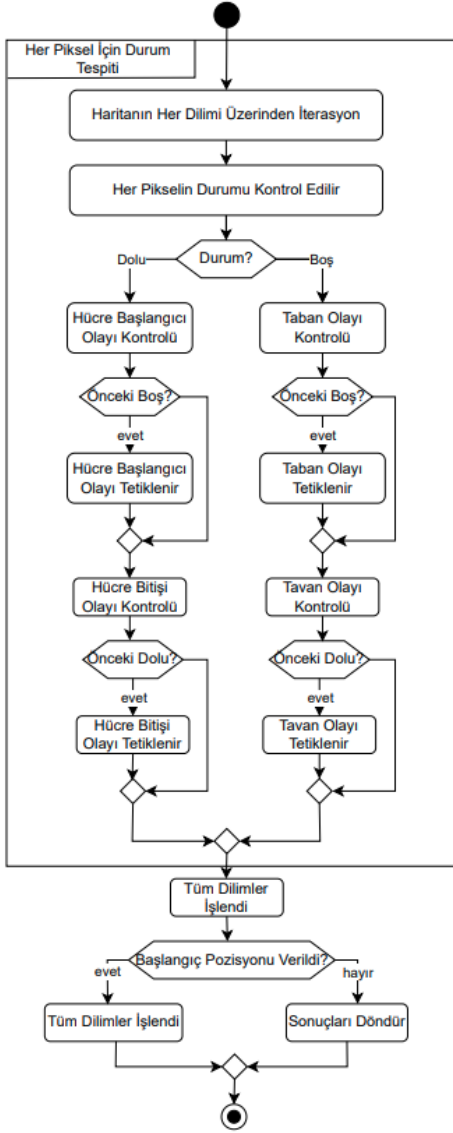 Her Piksel İçin Durum
Tespiti
Haritanın Her Dilimi Üzerinden İterasyon
Her Pikselin Durumu Kontrol Edilir
Durum?
Dolu
Boş
Hücre Başlangıcı
Olayı Kontrolü
Önceki Boş?
evet
Hücre Başlangıcı
Olayı Tetiklenir
Hücre Bitişi
Olayı Kontrolü
Önceki Dolu?
evet
Hücre Bitişi
Olayı Tetiklenir
Taban Olayı
Kontrolü
Önceki Boş?
evet
Taban Olayı
Tetiklenir
Tavan Olayı
Kontrolü
Önceki Dolu?
evet
Tavan Olayı
Tetiklenir
Tüm Dilimler
İşlendi
Başlangıç Pozisyonu Verildi?
evet
hayır
Tüm Dilimler İşlendi
Sonuçları Döndür